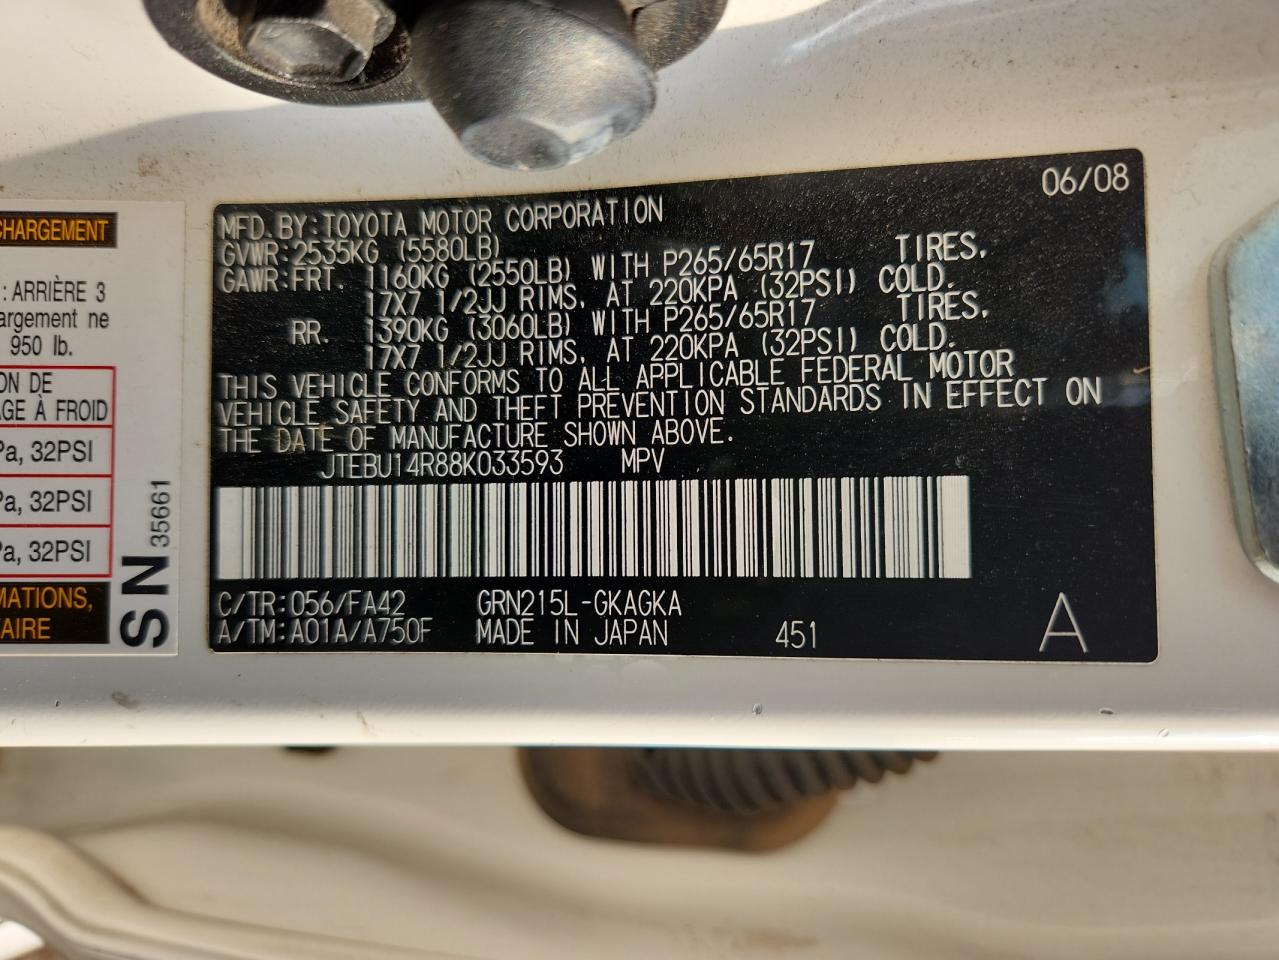 CHARGEMENT
: ARRIÈRE 3
argement ne
950 lb.
ON DE
AGE À FROID
Pa, 32PSI
Pa, 32PSI
Pa, 32PSI
MATIONS,
AIRE
SN
35661
06/08
MFD.BY:TOYOTA MOTOR CORPORATION
GVWR:2535KG (5580LB)
GAWR:FRT. 1160KG (2550LB) WITH P265/65R17 TIRES,
17X7 1/2JJ RIMS, AT 220KPA (32PSI) COLD.
RR. 1390KG (3060LB) WITH P265/65R17 TIRES,
17X7 1/2JJ RIMS, AT 220KPA (32PSI) COLD.
THIS VEHICLE CONFORMS TO ALL APPLICABLE FEDERAL MOTOR
VEHICLE SAFETY AND THEFT PREVENTION STANDARDS IN EFFECT ON
THE DATE OF MANUFACTURE SHOWN ABOVE.
JTEBU14R88K033593 MPV
C/TR:056/FA42 GRN215L-GKAGKA
A/TM:A01A/A750F MADE IN JAPAN 451 A